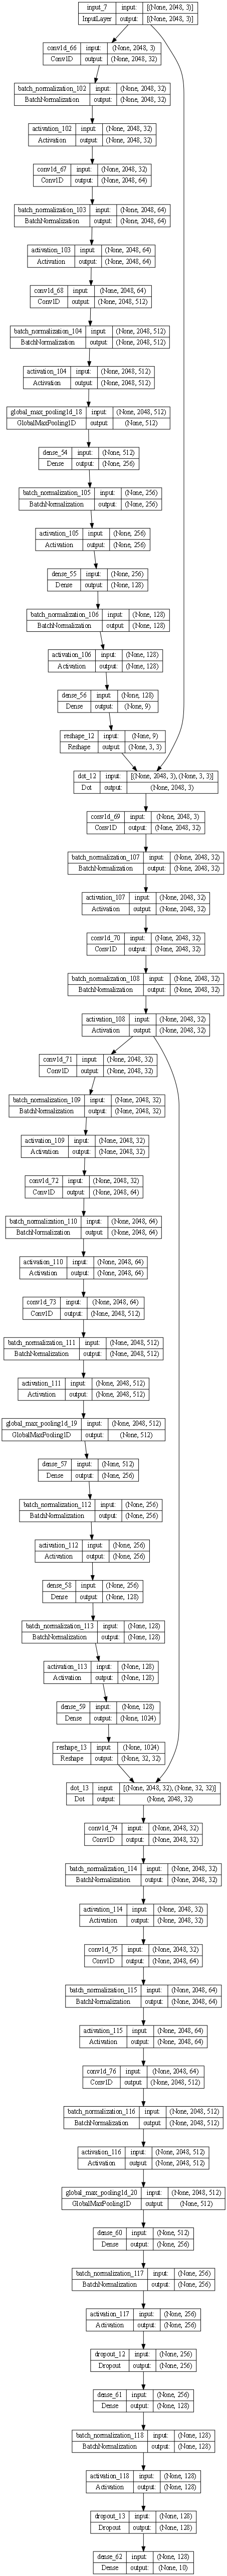 input_7 input: [(None, 2048, 3)]
InputLayer output: [(None, 2048, 3)]
conv1d_66 input: (None, 2048, 3)
Conv1D output: (None, 2048, 32)
batch_normalization_102 input: (None, 2048, 32)
BatchNormalization output: (None, 2048, 32)
activation_102 input: (None, 2048, 32)
Activation output: (None, 2048, 32)
conv1d_67 input: (None, 2048, 32)
Conv1D output: (None, 2048, 64)
batch_normalization_103 input: (None, 2048, 64)
BatchNormalization output: (None, 2048, 64)
activation_103 input: (None, 2048, 64)
Activation output: (None, 2048, 64)
conv1d_68 input: (None, 2048, 64)
Conv1D output: (None, 2048, 512)
batch_normalization_104 input: (None, 2048, 512)
BatchNormalization output: (None, 2048, 512)
activation_104 input: (None, 2048, 512)
Activation output: (None, 2048, 512)
global_max_pooling1d_18 input: (None, 2048, 512)
GlobalMaxPooling1D output: (None, 512)
dense_54 input: (None, 512)
Dense output: (None, 256)
batch_normalization_105 input: (None, 256)
BatchNormalization output: (None, 256)
activation_105 input: (None, 256)
Activation output: (None, 256)
dense_55 input: (None, 256)
Dense output: (None, 128)
batch_normalization_106 input: (None, 128)
BatchNormalization output: (None, 128)
activation_106 input: (None, 128)
Activation output: (None, 128)
dense_56 input: (None, 128)
Dense output: (None, 9)
reshape_12 input: (None, 9)
Reshape output: (None, 3, 3)
dot_12 input: [(None, 2048, 3), (None, 3, 3)]
Dot output: (None, 2048, 3)
conv1d_69 input: (None, 2048, 3)
Conv1D output: (None, 2048, 32)
batch_normalization_107 input: (None, 2048, 32)
BatchNormalization output: (None, 2048, 32)
activation_107 input: (None, 2048, 32)
Activation output: (None, 2048, 32)
conv1d_70 input: (None, 2048, 32)
Conv1D output: (None, 2048, 32)
batch_normalization_108 input: (None, 2048, 32)
BatchNormalization output: (None, 2048, 32)
activation_108 input: (None, 2048, 32)
Activation output: (None, 2048, 32)
conv1d_71 input: (None, 2048, 32)
Conv1D output: (None, 2048, 32)
batch_normalization_109 input: (None, 2048, 32)
BatchNormalization output: (None, 2048, 32)
activation_109 input: (None, 2048, 32)
Activation output: (None, 2048, 32)
conv1d_72 input: (None, 2048, 32)
Conv1D output: (None, 2048, 64)
batch_normalization_110 input: (None, 2048, 64)
BatchNormalization output: (None, 2048, 64)
activation_110 input: (None, 2048, 64)
Activation output: (None, 2048, 64)
conv1d_73 input: (None, 2048, 64)
Conv1D output: (None, 2048, 512)
batch_normalization_111 input: (None, 2048, 512)
BatchNormalization output: (None, 2048, 512)
activation_111 input: (None, 2048, 512)
Activation output: (None, 2048, 512)
global_max_pooling1d_19 input: (None, 2048, 512)
GlobalMaxPooling1D output: (None, 512)
dense_57 input: (None, 512)
Dense output: (None, 256)
batch_normalization_112 input: (None, 256)
BatchNormalization output: (None, 256)
activation_112 input: (None, 256)
Activation output: (None, 256)
dense_58 input: (None, 256)
Dense output: (None, 128)
batch_normalization_113 input: (None, 128)
BatchNormalization output: (None, 128)
activation_113 input: (None, 128)
Activation output: (None, 128)
dense_59 input: (None, 128)
Dense output: (None, 1024)
reshape_13 input: (None, 1024)
Reshape output: (None, 32, 32)
dot_13 input: [(None, 2048, 32), (None, 32, 32)]
Dot output: (None, 2048, 32)
conv1d_74 input: (None, 2048, 32)
Conv1D output: (None, 2048, 32)
batch_normalization_114 input: (None, 2048, 32)
BatchNormalization output: (None, 2048, 32)
activation_114 input: (None, 2048, 32)
Activation output: (None, 2048, 32)
conv1d_75 input: (None, 2048, 32)
Conv1D output: (None, 2048, 64)
batch_normalization_115 input: (None, 2048, 64)
BatchNormalization output: (None, 2048, 64)
activation_115 input: (None, 2048, 64)
Activation output: (None, 2048, 64)
conv1d_76 input: (None, 2048, 64)
Conv1D output: (None, 2048, 512)
batch_normalization_116 input: (None, 2048, 512)
BatchNormalization output: (None, 2048, 512)
activation_116 input: (None, 2048, 512)
Activation output: (None, 2048, 512)
global_max_pooling1d_20 input: (None, 2048, 512)
GlobalMaxPooling1D output: (None, 512)
dense_60 input: (None, 512)
Dense output: (None, 256)
batch_normalization_117 input: (None, 256)
BatchNormalization output: (None, 256)
activation_117 input: (None, 256)
Activation output: (None, 256)
dropout_12 input: (None, 256)
Dropout output: (None, 256)
dense_61 input: (None, 256)
Dense output: (None, 128)
batch_normalization_118 input: (None, 128)
BatchNormalization output: (None, 128)
activation_118 input: (None, 128)
Activation output: (None, 128)
dropout_13 input: (None, 128)
Dropout output: (None, 128)
dense_62 input: (None, 128)
Dense output: (None, 10)